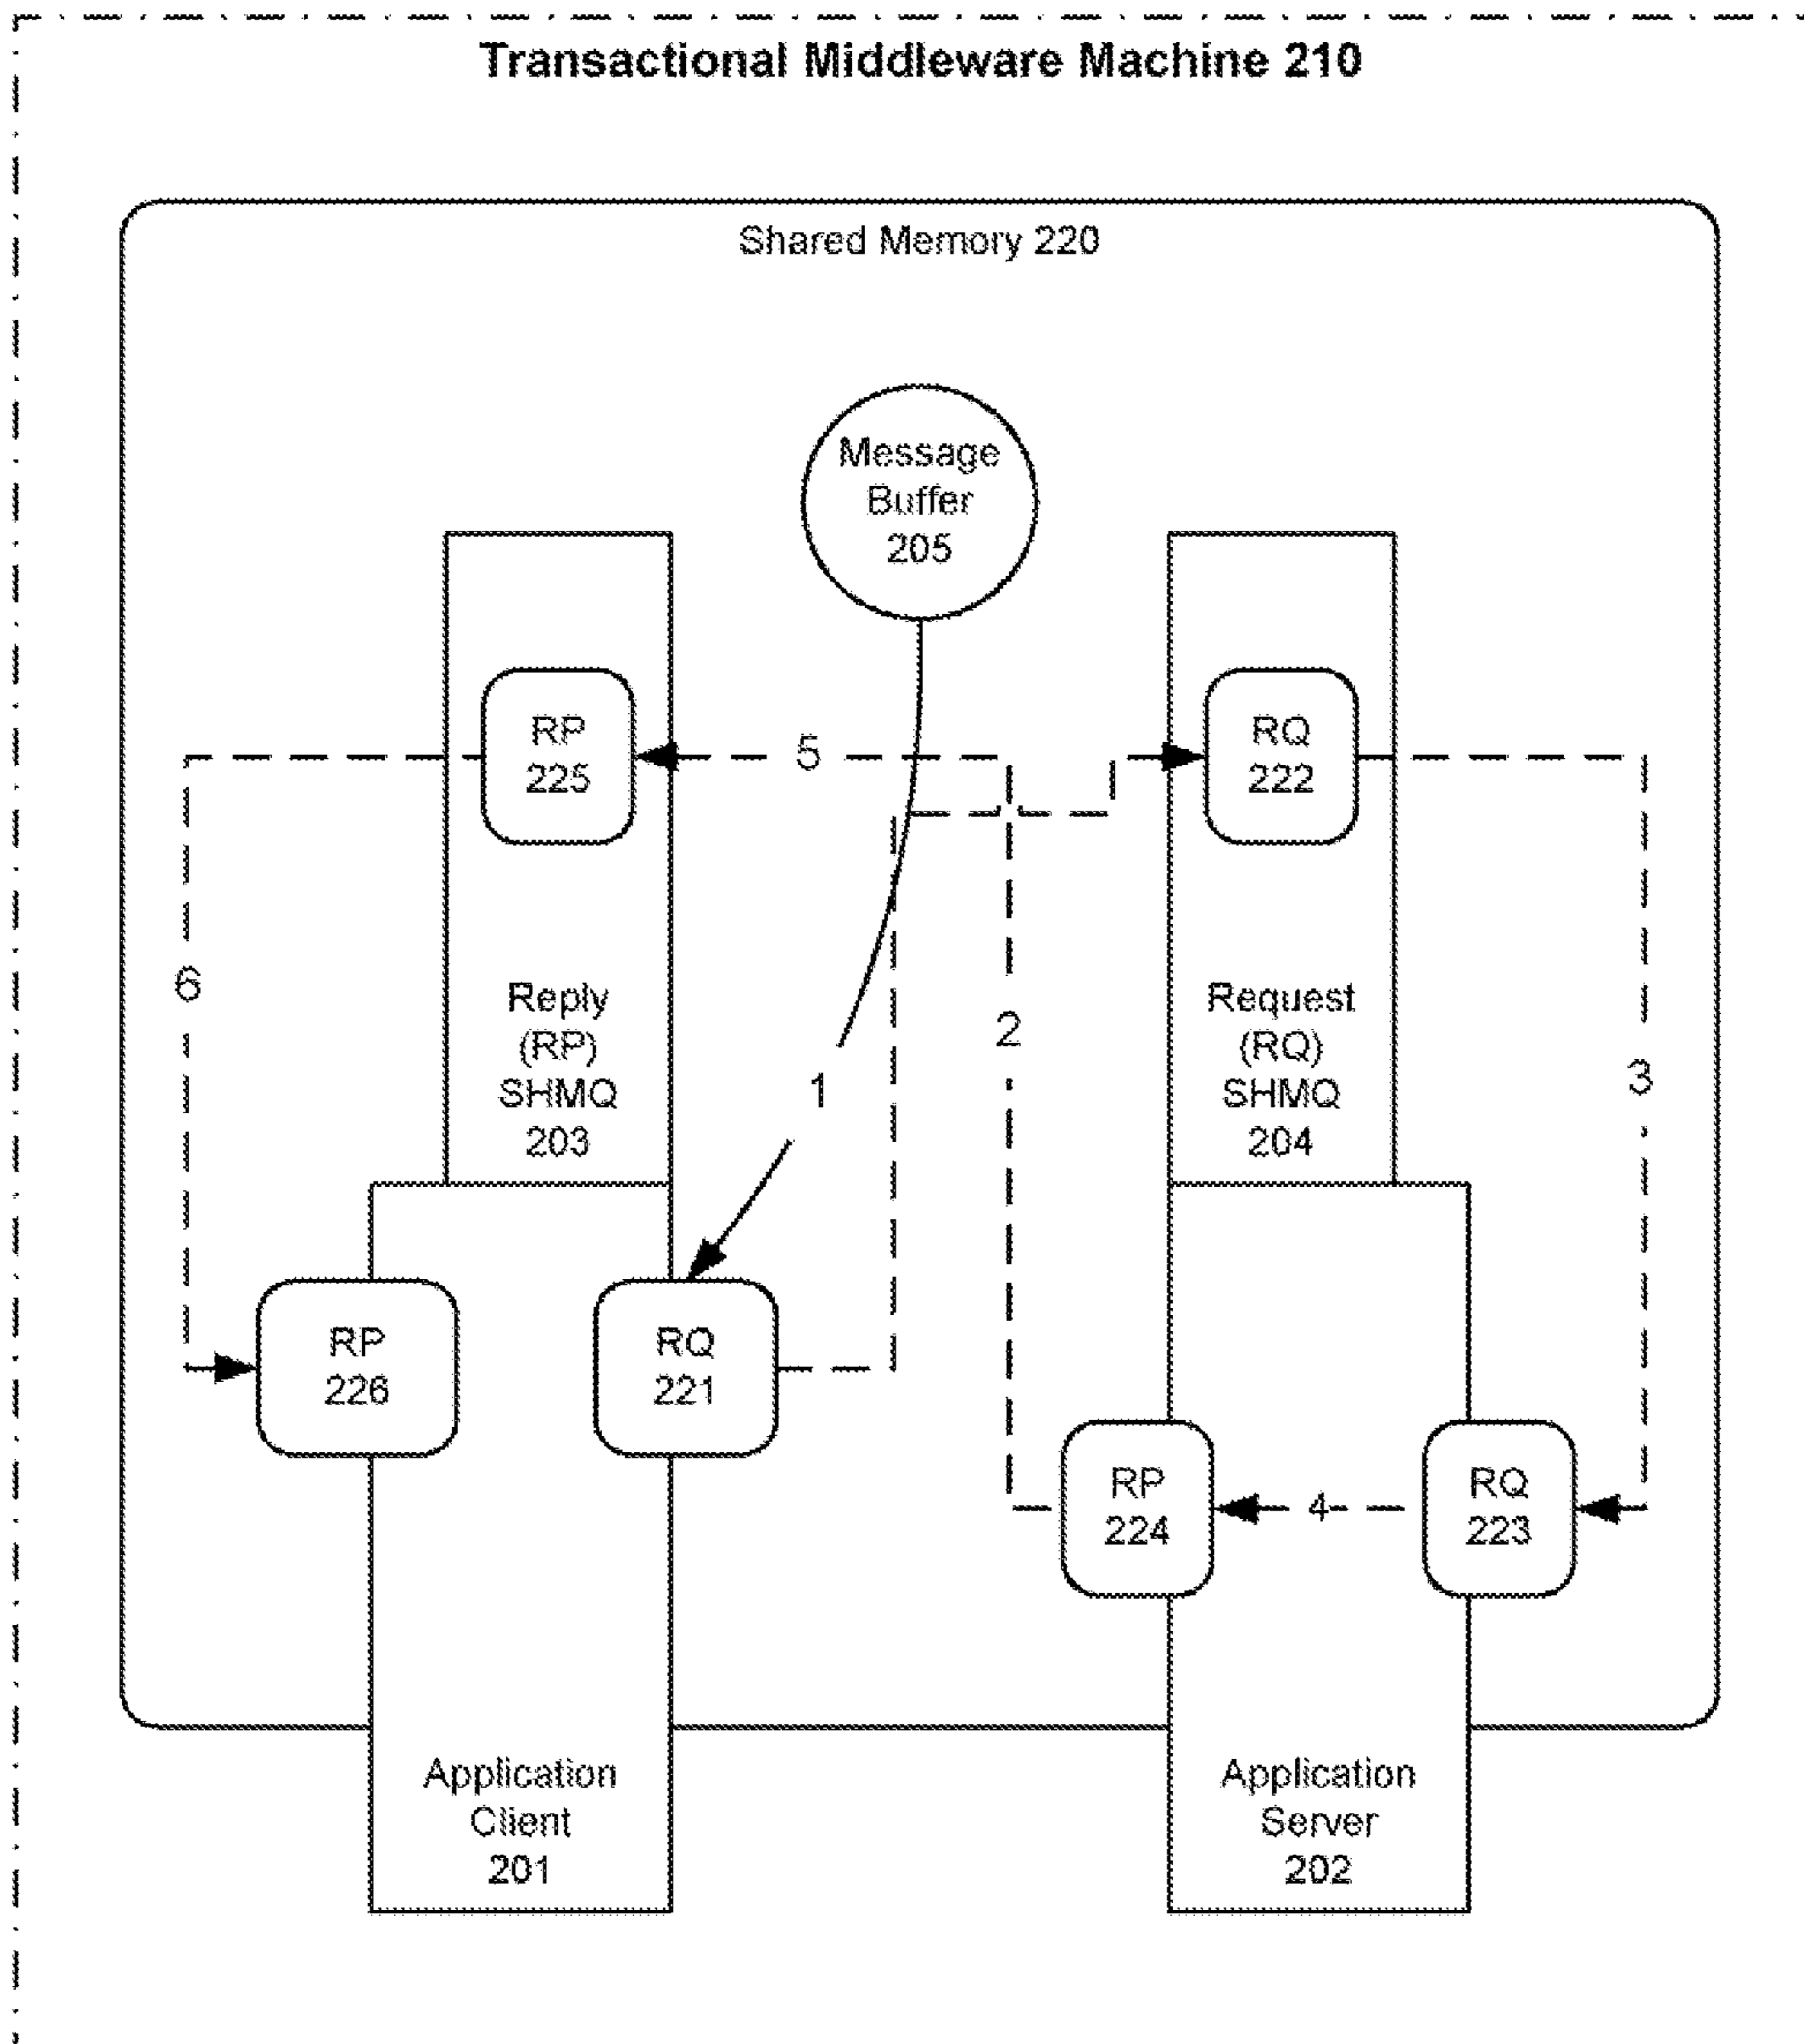 Transactional Middleware Machine 210
Shared Memory 220
Message
Buffer
205
RP
225
5
RQ
222
6
Reply
(RP)
SHMQ
203
1
2
Request
(RQ)
SHMQ
204
3
RP
226
RQ
221
RP
224
4
RQ
223
Application
Client
201
Application
Server
202